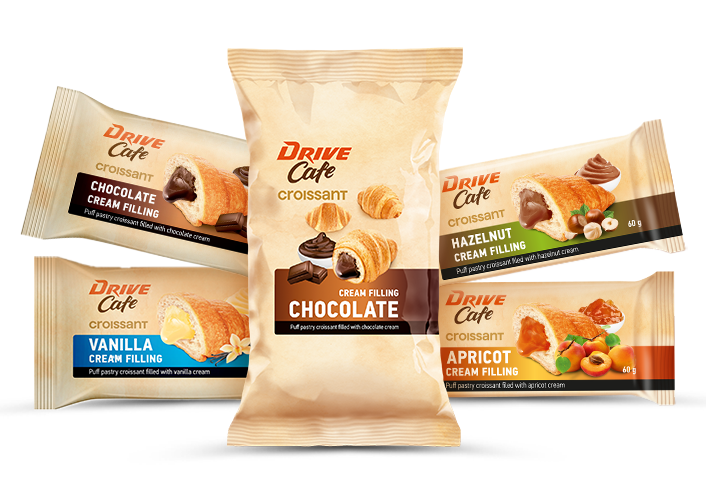 DRIVE
Cafe
croissant
CHOCOLATE
CREAM FILLING
Puff pastry croissant filled with chocolate cream
DRIVE
Cafe
croissant
VANILLA
CREAM FILLING
Puff pastry croissant filled with vanilla cream
DRIVE
Cafe
croissant
CREAM FILLING
CHOCOLATE
Puff pastry croissant filled with chocolate cream
DRIVE
Cafe
croissant
HAZELNUT
CREAM FILLING
60 g
Puff pastry croissant filled with hazelnut cream
DRIVE
Cafe
croissant
APRICOT
CREAM FILLING
60 g
Puff pastry croissant filled with apricot cream